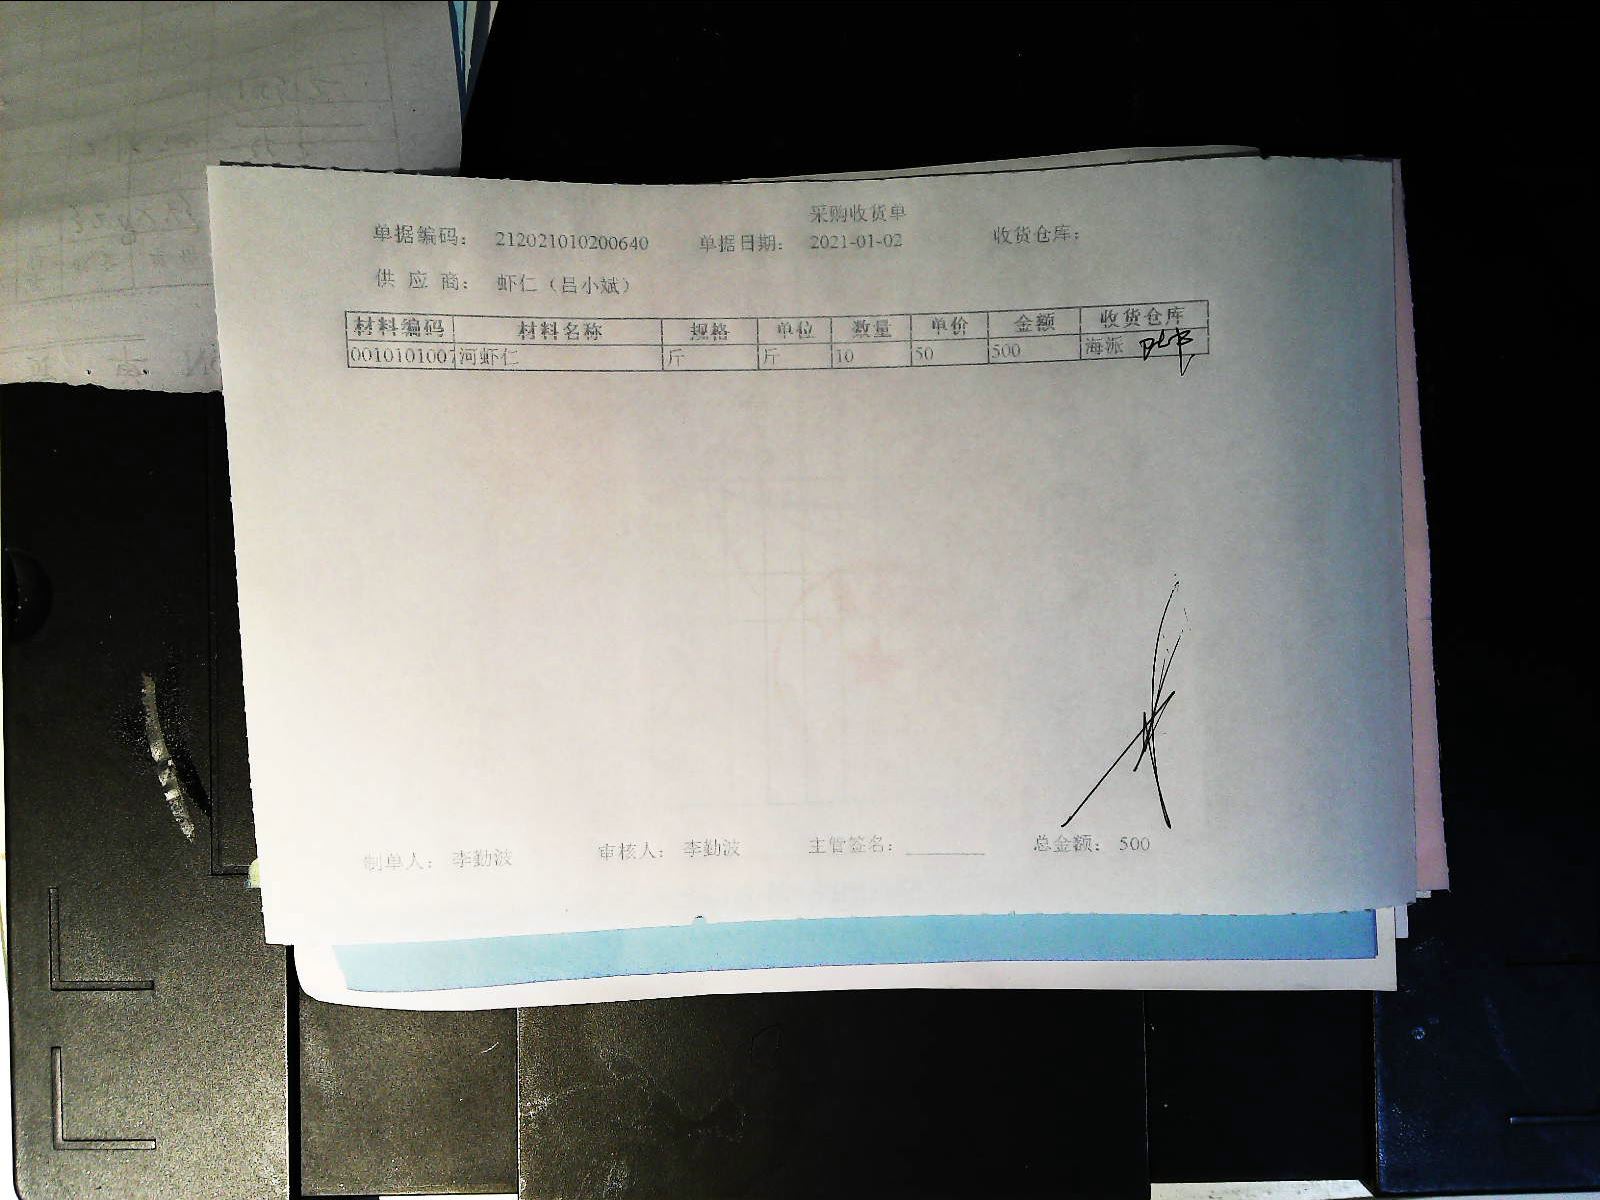 采购收货单
单据编码： 212021010200640 单据日期： 2021-01-02 收货仓库：
供 应 商： 虾仁（吕小斌）
材料编码 材料名称 规格 单位 数量 单价 金额 收货仓库
0010101007 河虾仁 斤 斤 10 50 500 海派
制单人： 李勤波 审核人： 李勤波 主管签名：________ 总金额： 500